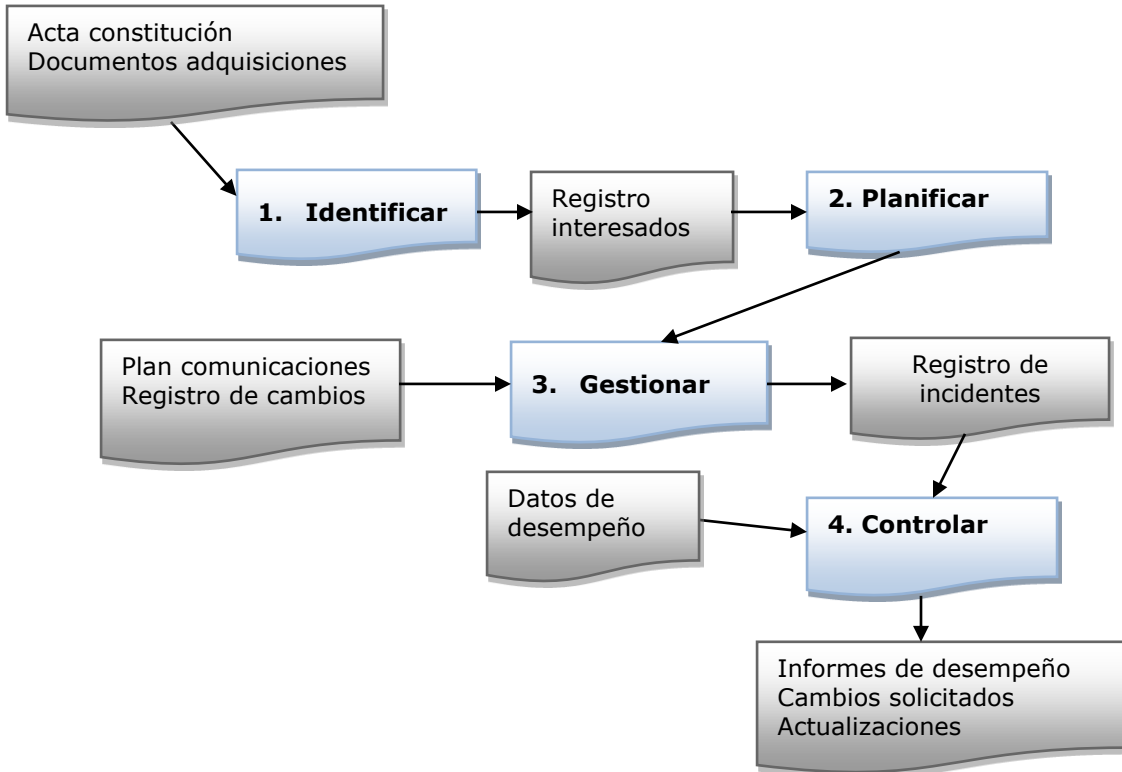 Acta constitución
Documentos adquisiciones
1. Identificar
Registro
interesados
2. Planificar
Plan comunicaciones
Registro de cambios
3. Gestionar
Registro de
incidentes
Datos de
desempeño
4. Controlar
Informes de desempeño
Cambios solicitados
Actualizaciones